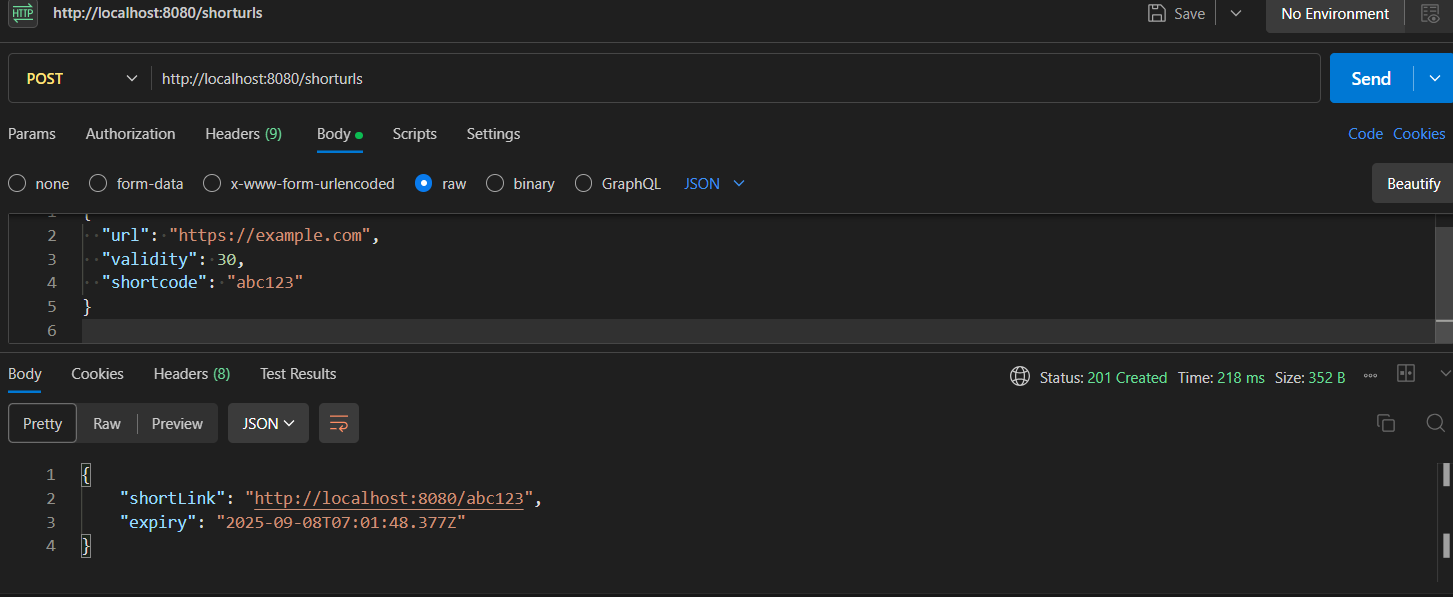 HTTP http://localhost:8080/shorturls Save No Environment
POST http://localhost:8080/shorturls Send
Params Authorization Headers (9) Body Scripts Settings Code Cookies
none form-data x-www-form-urlencoded raw binary GraphQL JSON Beautify
1 {
2 "url": "https://example.com",
3 "validity": 30,
4 "shortcode": "abc123"
5 }
6
Body Cookies Headers (8) Test Results Status: 201 Created Time: 218 ms Size: 352 B
Pretty Raw Preview JSON
1 {
2 "shortLink": "http://localhost:8080/abc123",
3 "expiry": "2025-09-08T07:01:48.377Z"
4 }